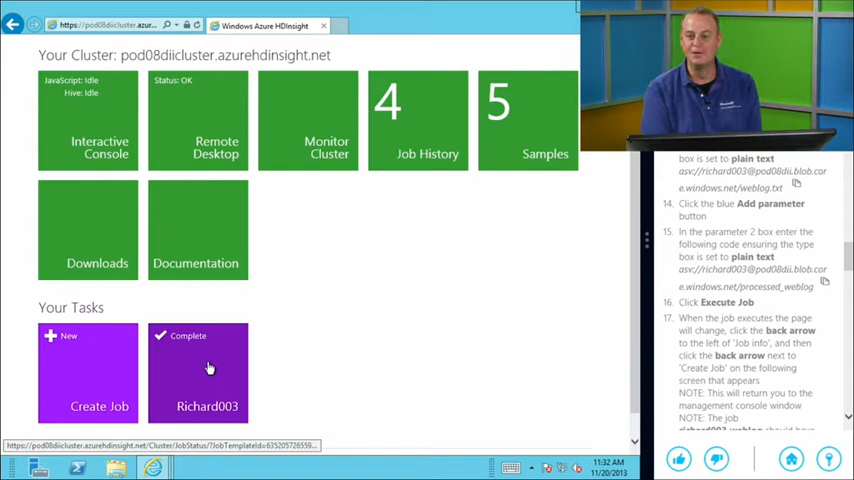 https://pod08diicluster.azur...
Windows Azure HDInsight
Your Cluster: pod08diicluster.azurehdinsight.net
JavaScript: Idle
Hive: Idle
Interactive
Console
Status: OK
Remote
Desktop
Monitor
Cluster
4
Job History
5
Samples
Downloads
Documentation
Your Tasks
New
Create Job
Complete
Richard003
https://pod08diicluster.azurehdinsight.net/Cluster/JobStatus/?JobTemplateId=635205726559...
11:32 AM
11/20/2013
box is set to plain text
asv://richard003@pod08dii.blob.cor
e.windows.net/weblog.txt
14. Click the blue Add parameter
button
15. In the parameter 2 box enter the
following code ensuring the type
box is set to plain text
asv://richard003@pod08dii.blob.cor
e.windows.net/processed_weblog
16. Click Execute Job
17. When the job executes the page
will change, click the back arrow
to the left of 'Job info', and then
click the back arrow next to
'Create Job' on the following
screen that appears
NOTE: This will return you to the
management console window
NOTE: The job
richard003 weblog should have